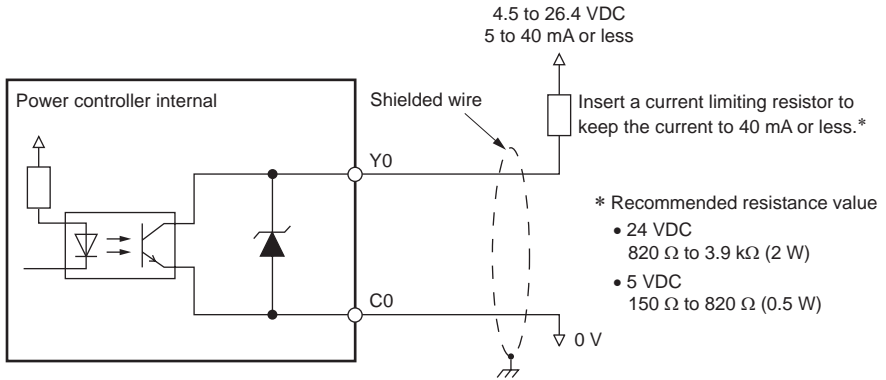 4.5 to 26.4 VDC
5 to 40 mA or less
Power controller internal
Shielded wire
Insert a current limiting resistor to
keep the current to 40 mA or less.*
Y0
* Recommended resistance value
• 24 VDC
820 Ω to 3.9 kΩ (2 W)
• 5 VDC
150 Ω to 820 Ω (0.5 W)
C0
0 V